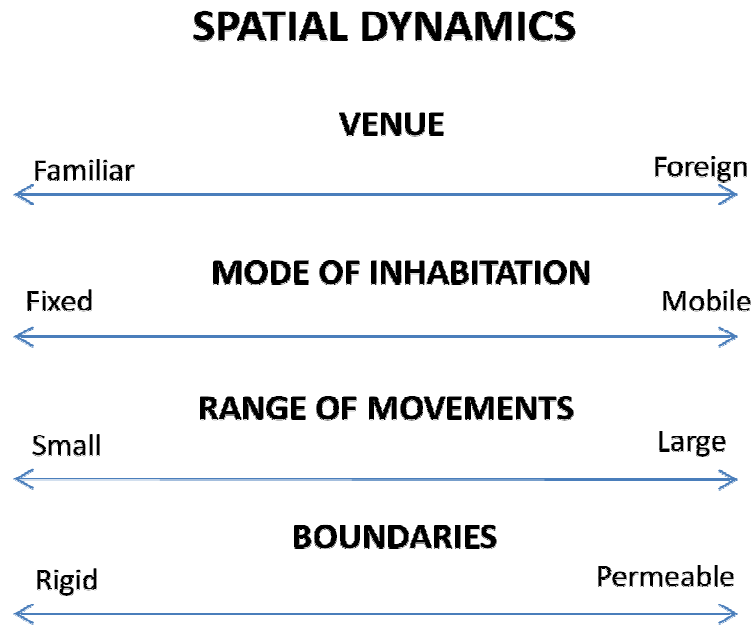 SPATIAL DYNAMICS
VENUE
Familiar Foreign
MODE OF INHABITATION
Fixed Mobile
RANGE OF MOVEMENTS
Small Large
BOUNDARIES
Rigid Permeable